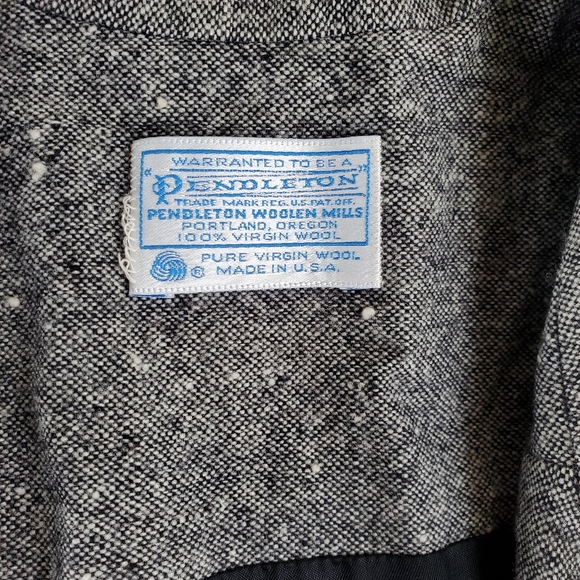 WARRANTED TO BE A
"PENDLETON"
TRADE MARK REG. U.S. PAT. OFF.
PENDLETON WOOLEN MILLS
PORTLAND, OREGON
100% VIRGIN WOOL
® PURE VIRGIN WOOL
MADE IN U.S.A.